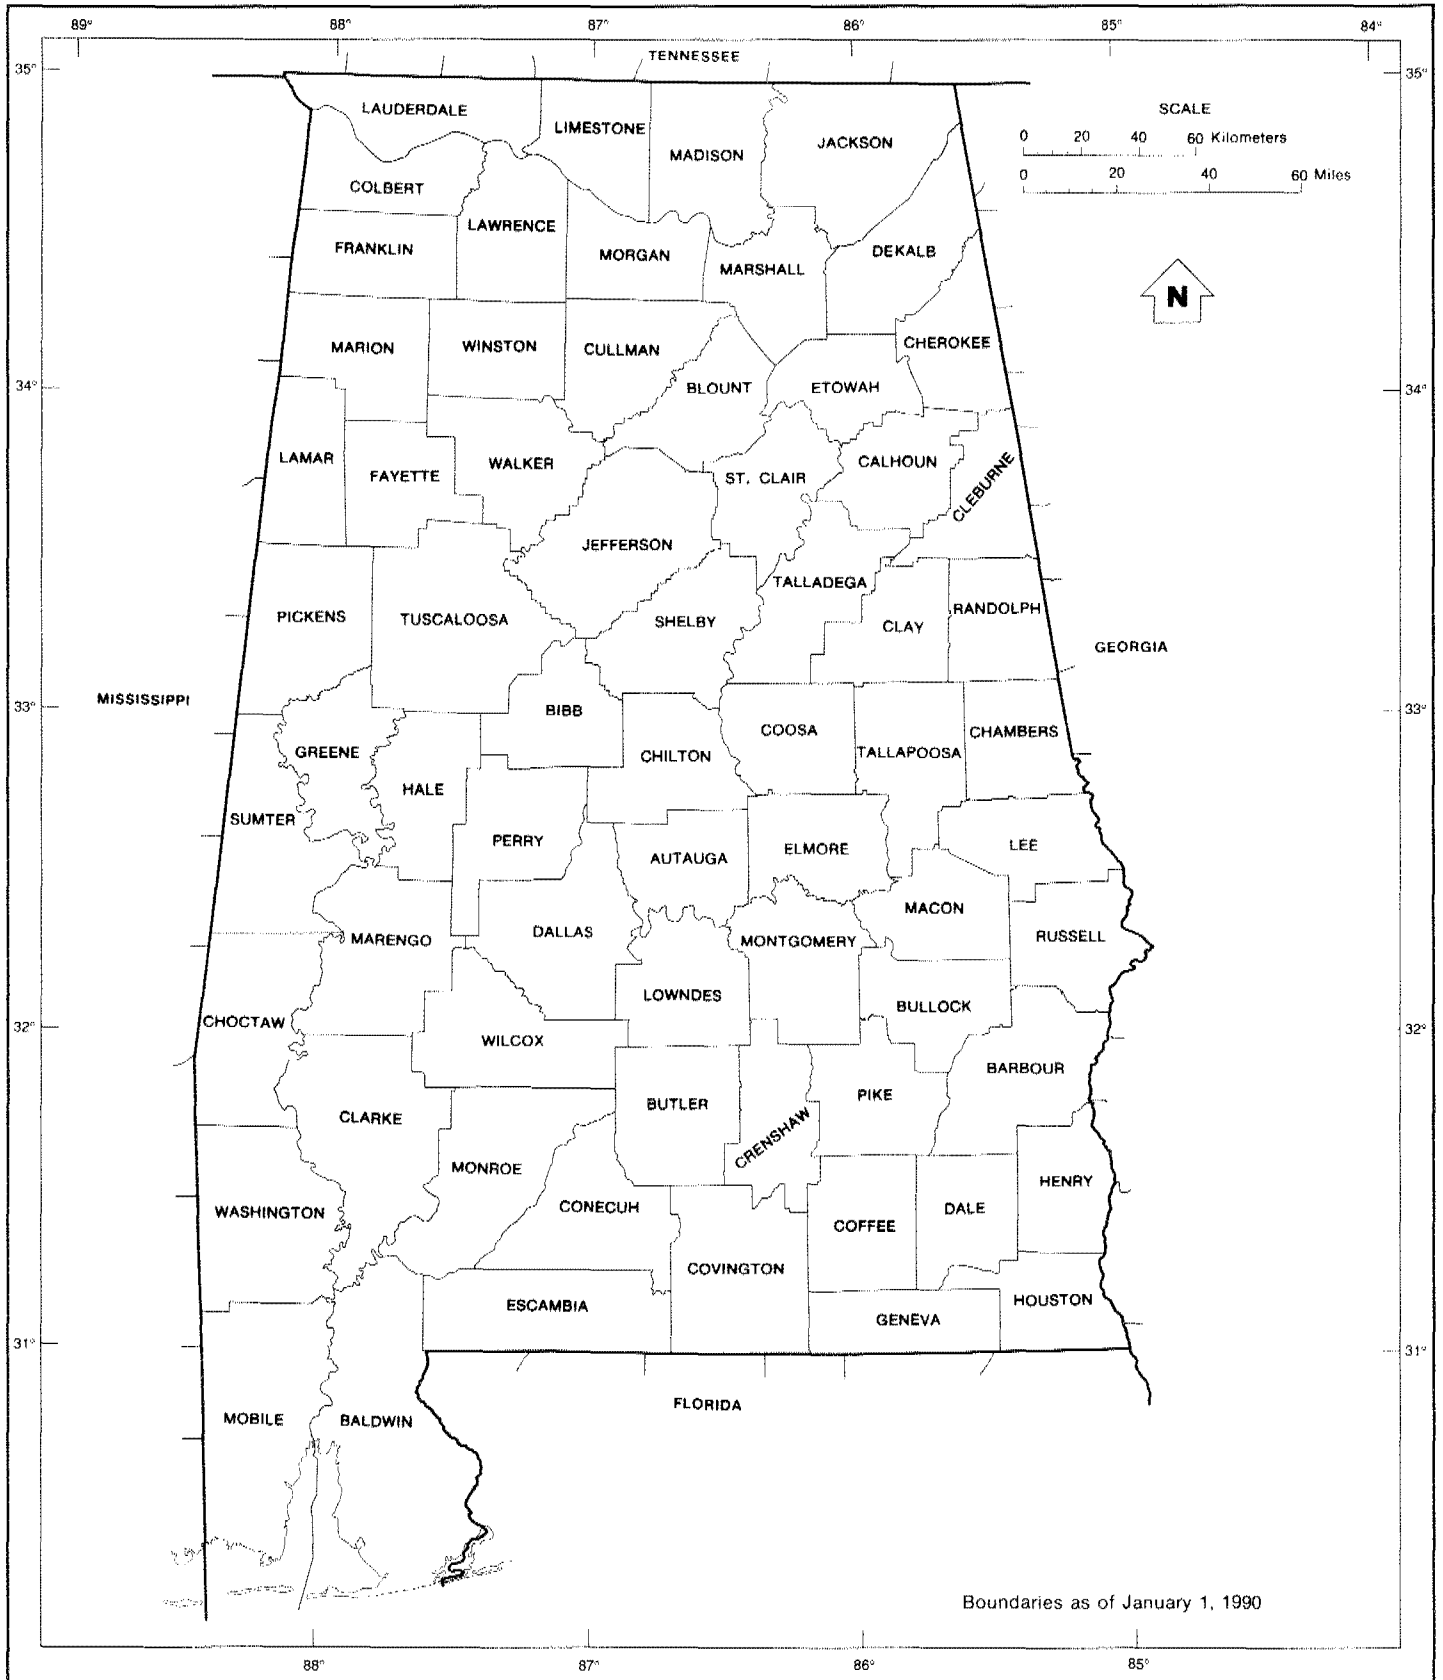 89° 88° 87° 86° 85° 84°
TENNESSEE
35° 35°
LAUDERDALE
LIMESTONE
MADISON
JACKSON
SCALE
0 20 40 60 Kilometers
0 20 40 60 Miles
COLBERT
LAWRENCE
FRANKLIN
MORGAN
MARSHALL
DEKALB
N
MARION
WINSTON
CULLMAN
CHEROKEE
34° 34°
BLOUNT
ETOWAH
LAMAR
FAYETTE
WALKER
ST. CLAIR
CALHOUN
CLEBURNE
JEFFERSON
TALLADEGA
PICKENS
TUSCALOOSA
SHELBY
CLAY
RANDOLPH
GEORGIA
MISSISSIPPI
33° 33°
BIBB
GREENE
CHILTON
COOSA
TALLAPOOSA
CHAMBERS
HALE
SUMTER
PERRY
AUTAUGA
ELMORE
LEE
MACON
MARENGO
DALLAS
MONTGOMERY
RUSSELL
LOWNDES
BULLOCK
CHOCTAW
32° 32°
WILCOX
BARBOUR
CLARKE
BUTLER
CRENSHAW
PIKE
MONROE
HENRY
WASHINGTON
CONECUH
COFFEE
DALE
COVINGTON
ESCAMBIA
GENEVA
HOUSTON
31° 31°
MOBILE
BALDWIN
FLORIDA
Boundaries as of January 1, 1990
88° 87° 86° 85°